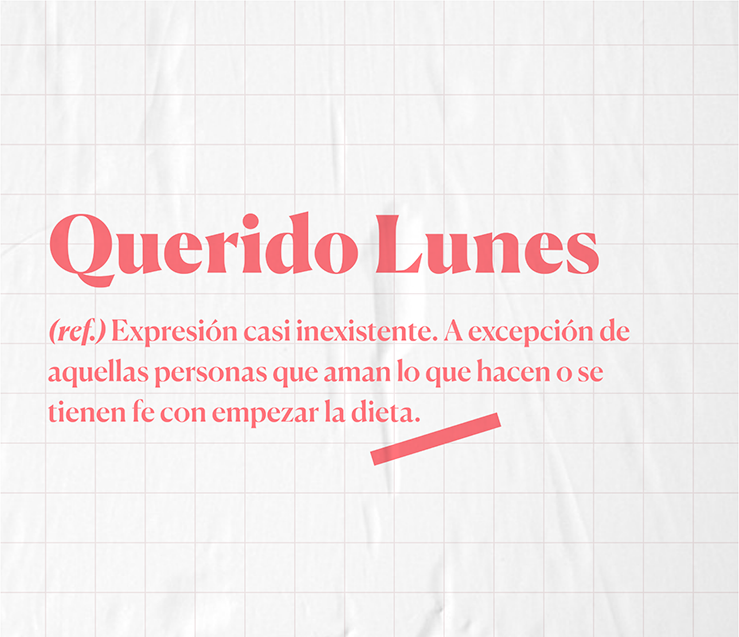 Querido Lunes
(ref.) Expresión casi inexistente. A excepción de
aquellas personas que aman lo que hacen o se
tienen fe con empezar la dieta.